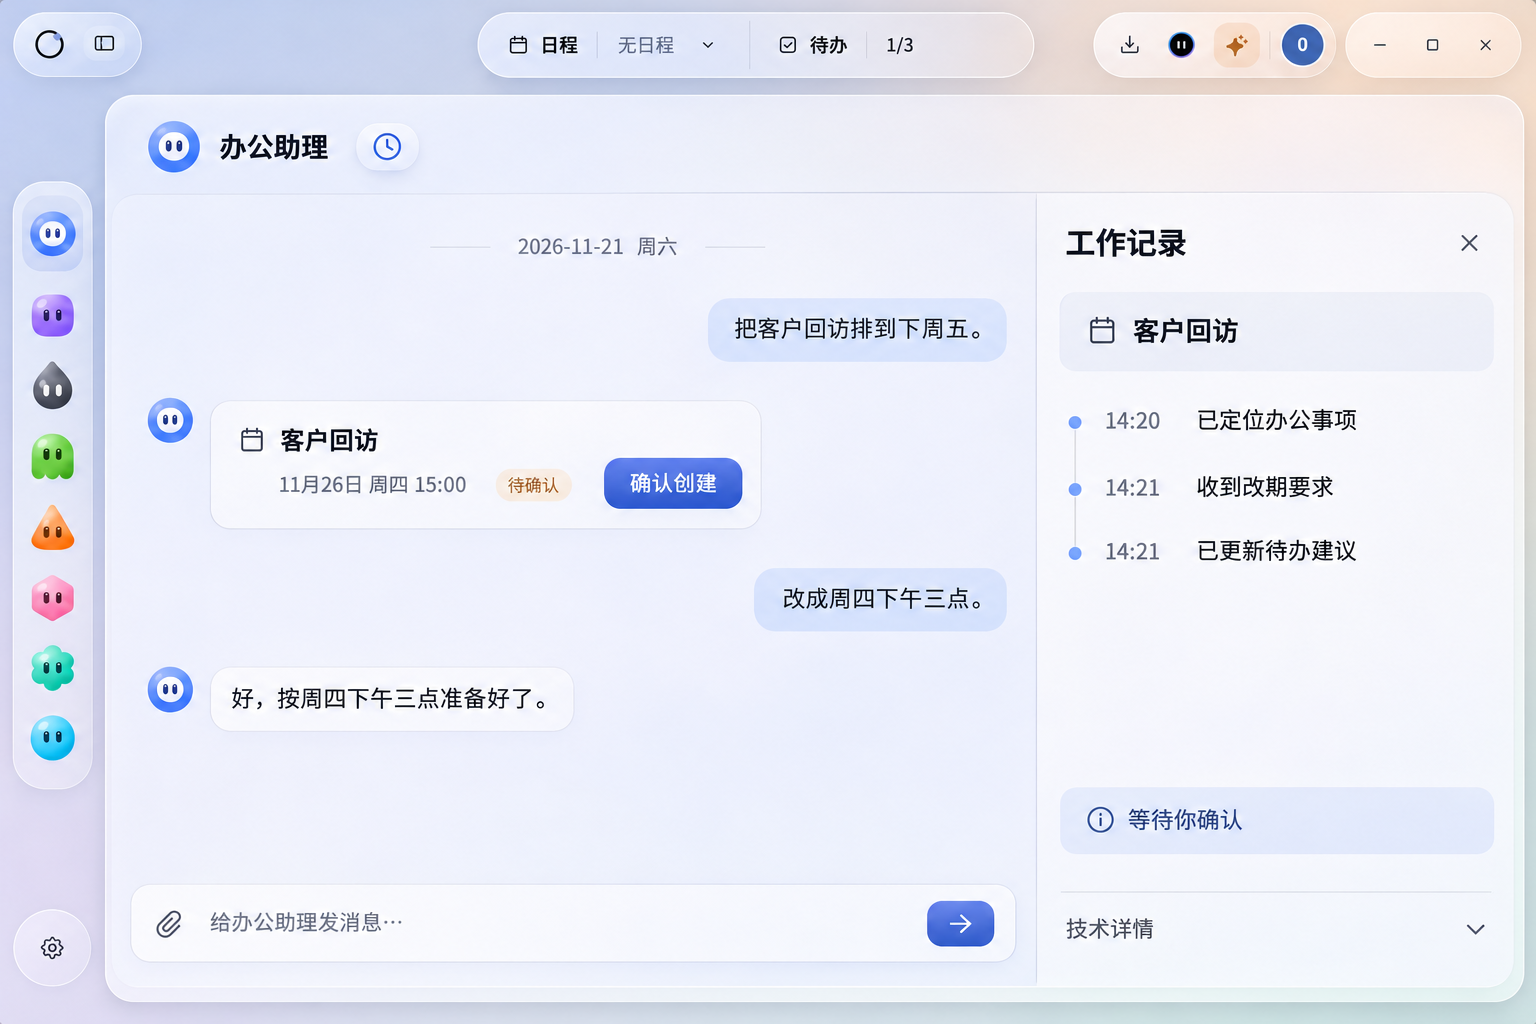 日程 无日程 待办 1/3 0
办公助理
2026-11-21 周六
把客户回访排到下周五。
客户回访
11月26日 周四 15:00 待确认 确认创建
改成周四下午三点。
好，按周四下午三点准备好了。
给办公助理发消息…
工作记录
客户回访
14:20 已定位办公事项
14:21 收到改期要求
14:21 已更新待办建议
等待你确认
技术详情